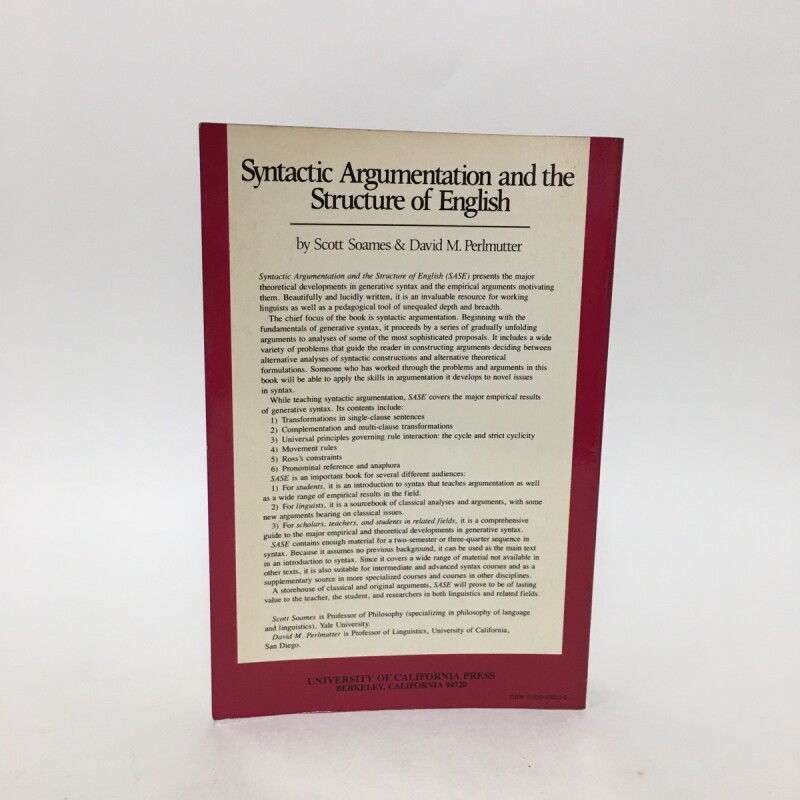 Syntactic Argumentation and the
Structure of English
by Scott Soames & David M. Perlmutter
Syntactic Argumentation and the Structure of English (SASE) presents the major
theoretical developments in generative syntax and the empirical arguments motivating
them. Beautifully and lucidly written, it is an invaluable resource for working
linguists as well as a pedagogical tool of unequaled depth and breadth.
The chief focus of the book is syntactic argumentation. Beginning with the
fundamentals of generative syntax, it proceeds by a series of gradually unfolding
arguments to analyses of some of the most sophisticated proposals. It includes a wide
variety of problems that guide the reader in constructing arguments deciding between
alternative analyses of syntactic constructions and alternative theoretical
formulations. Someone who has worked through the problems and arguments in this
book will be able to apply the skills in argumentation it develops to novel issues
in syntax.
While teaching syntactic argumentation, SASE covers the major empirical results
of generative syntax. Its contents include:
1) Transformations in single-clause sentences
2) Complementation and multi-clause transformations
3) Universal principles governing rule interaction: the cycle and strict cyclicity
4) Movement rules
5) Ross's constraints
6) Pronominal reference and anaphora
SASE is an important book for several different audiences:
1) For students, it is an introduction to syntax that teaches argumentation as well
as a wide range of empirical results in the field.
2) For linguists, it is a sourcebook of classical analyses and arguments, with some
new arguments bearing on classical issues.
3) For scholars, teachers, and students in related fields, it is a comprehensive
guide to the major empirical and theoretical developments in generative syntax.
SASE contains enough material for a two-semester or three-quarter sequence in
syntax. Because it assumes no previous background, it can be used as the main text
in an introduction to syntax. Since it covers a wide range of material not available in
other texts, it is also suitable for intermediate and advanced syntax courses and as a
supplementary source in more specialized courses and courses in other disciplines.
A storehouse of classical and original arguments, SASE will prove to be of lasting
value to the teacher, the student, and researchers in both linguistics and related fields.
Scott Soames is Professor of Philosophy (specializing in philosophy of language
and linguistics), Yale University.
David M. Perlmutter is Professor of Linguistics, University of California,
San Diego.
UNIVERSITY OF CALIFORNIA PRESS
BERKELEY, CALIFORNIA 94720
ISBN